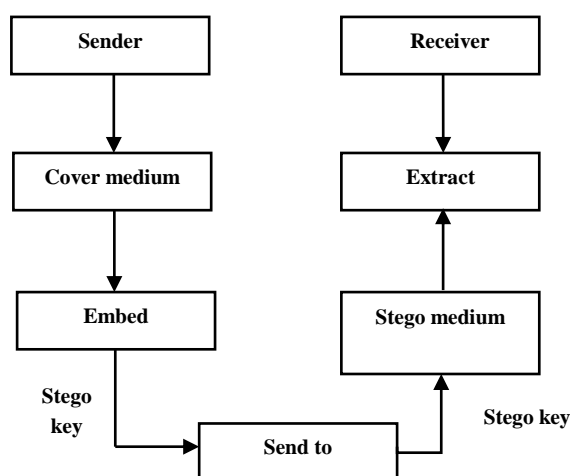 Sender
Receiver
Cover medium
Extract
Embed
Stego medium
Stego
key
Stego key
Send to